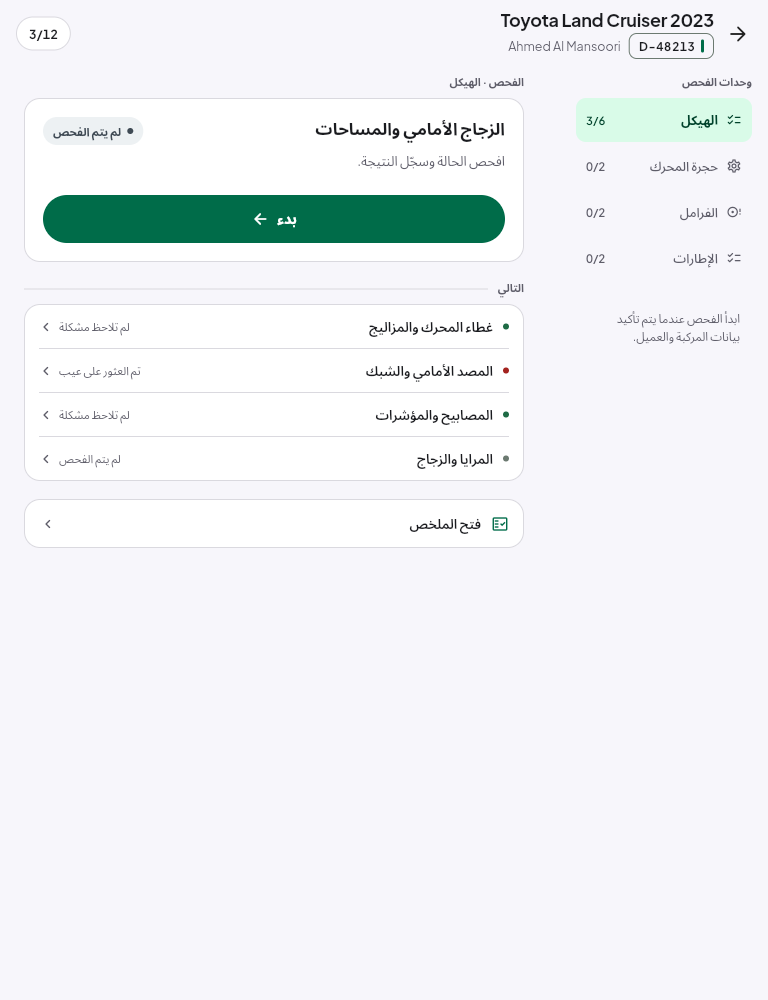 Toyota Land Cruiser 2023
D-48213
Ahmed Al Mansoori
3/12
وحدات الفحص
الهيكل
3/6
حجرة المحرك
0/2
الفرامل
0/2
الإطارات
0/2
ابدأ الفحص عندما يتم تأكيد
بيانات المركبة والعميل.
الفحص · الهيكل
الزجاج الأمامي والمساحات
لم يتم الفحص
افحص الحالة وسجّل النتيجة.
بدء
التالي
غطاء المحرك والمزاليج
لم تلاحظ مشكلة
المصد الأمامي والشبك
تم العثور على عيب
المصابيح والمؤشرات
لم تلاحظ مشكلة
المرايا والزجاج
لم يتم الفحص
فتح الملخص